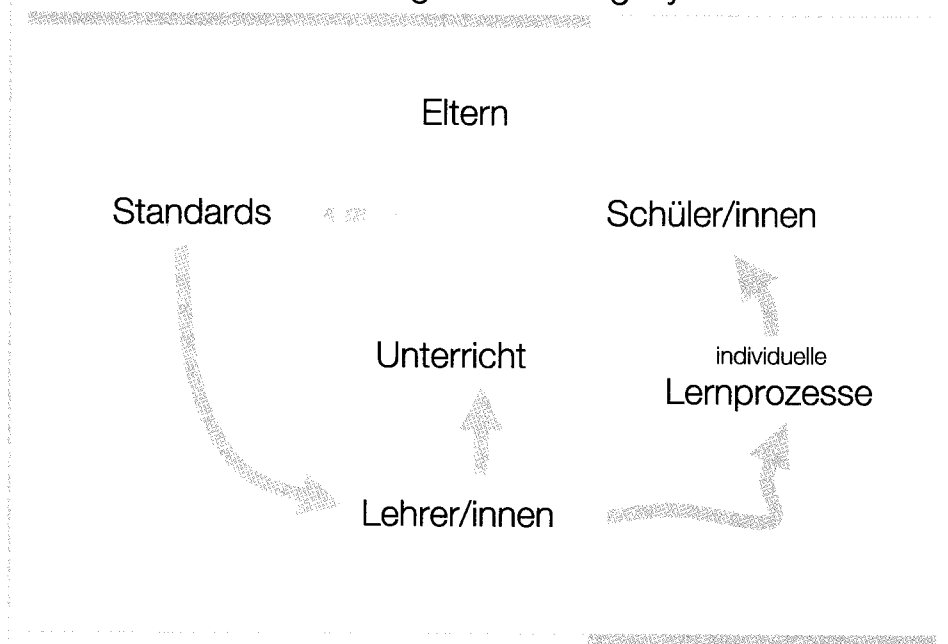 Eltern
Standards
Schüler/innen
Unterricht
individuelle
Lernprozesse
Lehrer/innen